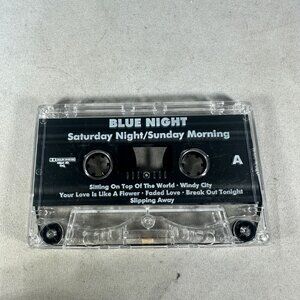 BLUE NIGHT
Saturday Night/Sunday Morning
A
Sitting On Top Of The World · Windy City
Your Love Is Like A Flower · Faded Love · Break Out Tonight
Slipping Away